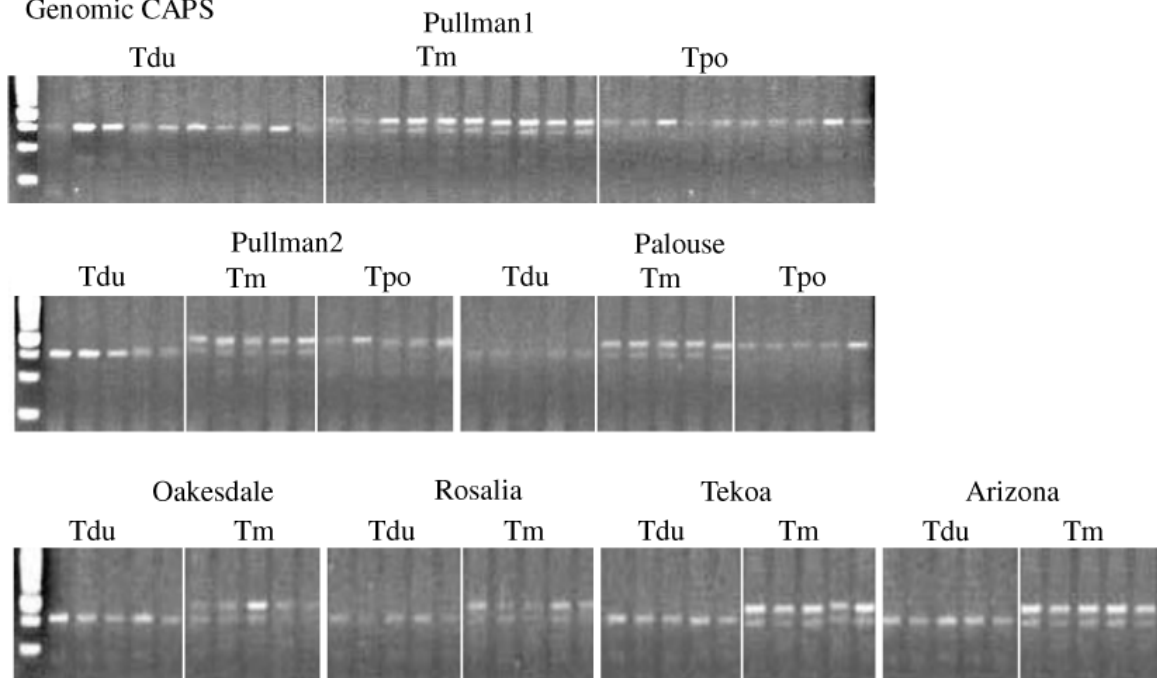 Genomic CAPS
Pullman1
Tdu Tm Tpo
Pullman2 Palouse
Tdu Tm Tpo Tdu Tm Tpo
Oakesdale Rosalia Tekoa Arizona
Tdu Tm Tdu Tm Tdu Tm Tdu Tm